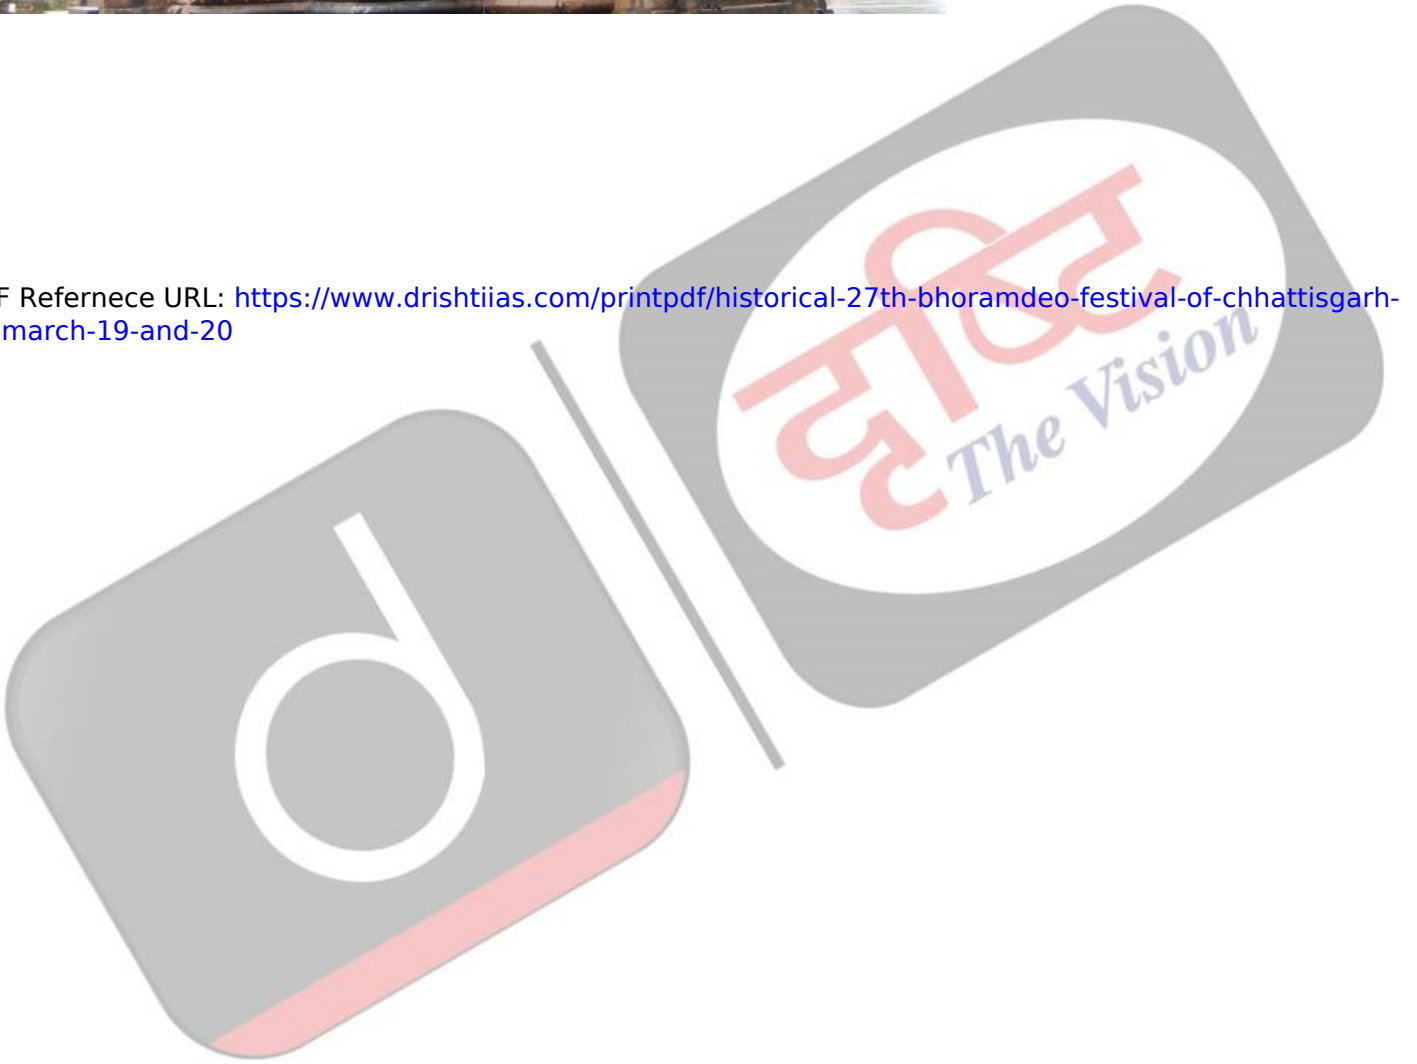 F Refernece URL: https://www.drishtiias.com/printpdf/historical-27th-bhoramdeo-festival-of-chhattisgarh-
march-19-and-20
दृष्टि
The Vision
d